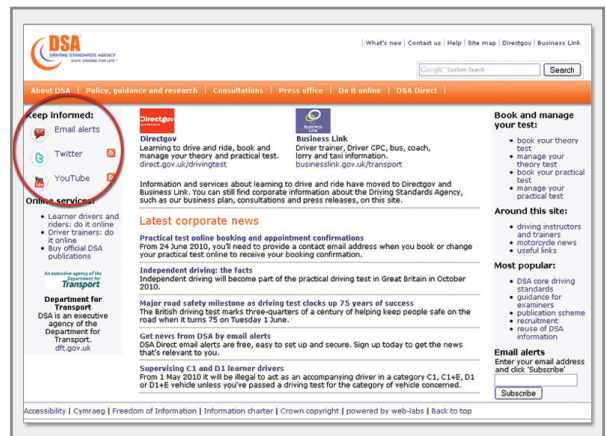 DSA
DRIVING STANDARDS AGENCY
SAFE DRIVING FOR LIFE
What's new | Contact us | Help | Site map | Directgov | Business Link
Google™ Custom Search
Search
About DSA | Policy, guidance and research | Consultations | Press office | Do it online | DSA Direct |
Keep informed:
Email alerts
Twitter
YouTube
Online services:
Learner drivers and
riders: do it online
Driver trainers: do
it online
Buy official DSA
publications
An executive agency of the
Department for
Transport
Department for
Transport
DSA is an executive
agency of the
Department for
Transport.
dft.gov.uk
Directgov
Directgov
Learning to drive and ride, book and
manage your theory and practical test.
direct.gov.uk/drivingtest
Business
Link
Business Link
Driver trainer, Driver CPC, bus, coach,
lorry and taxi information.
businesslink.gov.uk/transport
Information and services about learning to drive and ride have moved to Directgov and
Business Link. You can still find corporate information about the Driving Standards Agency,
such as our business plan, consultations and press releases, on this site.
Latest corporate news
Practical test online booking and appointment confirmations
From 24 June 2010, you'll need to provide a contact email address when you book or change
your practical test online to receive your booking confirmation.
Independent driving: the facts
Independent driving will become part of the practical driving test in Great Britain in October
2010.
Major road safety milestone as driving test clocks up 75 years of success
The British driving test marks three-quarters of a century of helping keep people safe on the
road when it turns 75 on Tuesday 1 June.
Get news from DSA by email alerts
DSA Direct email alerts are free, easy to set up and secure. Sign up today to get the news
that's relevant to you.
Supervising C1 and D1 learner drivers
From 1 May 2010 it will be illegal to act as an accompanying driver in a category C1, C1+E, D1
or D1+E vehicle unless you've passed a driving test for the category of vehicle concerned.
Book and manage
your test:
book your theory
test
manage your
theory test
book your practical
test
manage your
practical test
Around this site:
driving instructors
and trainers
motorcycle news
useful links
Most popular:
DSA core driving
standards
guidance for
examiners
publication scheme
recruitment
reuse of DSA
information
Email alerts
Enter your email address
and click 'Subscribe'
Subscribe
Accessibility | Cymraeg | Freedom of Information | Information charter | Crown copyright | powered by web-labs | Back to top